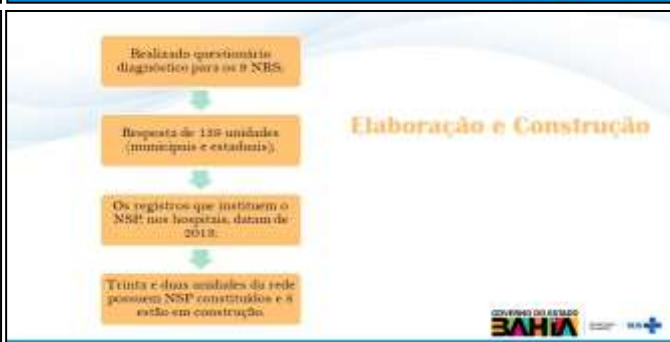 Realizado questionário
diagnóstico para os 9 NRS.
Resposta de 139 unidades
(municipais e estaduais).
Os registros que instituem o
NSP, nos hospitais, datam de
2013.
Trinta e duas unidades da rede
possuem NSP constituídos e 8
estão em construção.
Elaboração e Construção
GOVERNO DO ESTADO
BAHIA
SUS